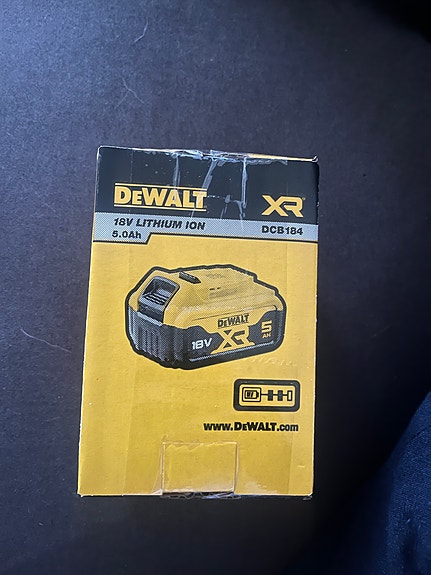 DEWALT XR
18V LITHIUM ION DCB184
5.0Ah
DEWALT
18V XR 5
AH
www.DEWALT.com